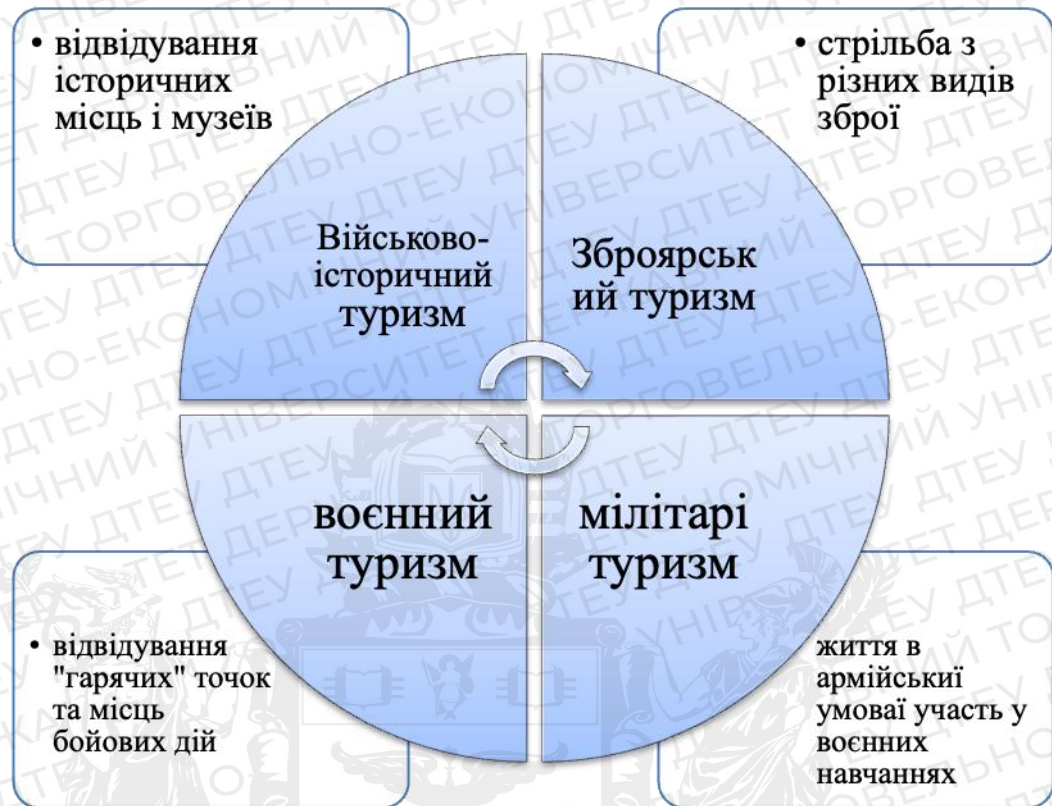 • відвідування
історичних
місць і музеїв
• стрільба з
різних видів
зброї
Військово-
історичний
туризм
Зброярськ
ий туризм
воєнний
туризм
мілітарі
туризм
• відвідування
"гарячих" точок
та місць
бойових дій
життя в
армійськиї
умоваї участь у
воєнних
навчаннях